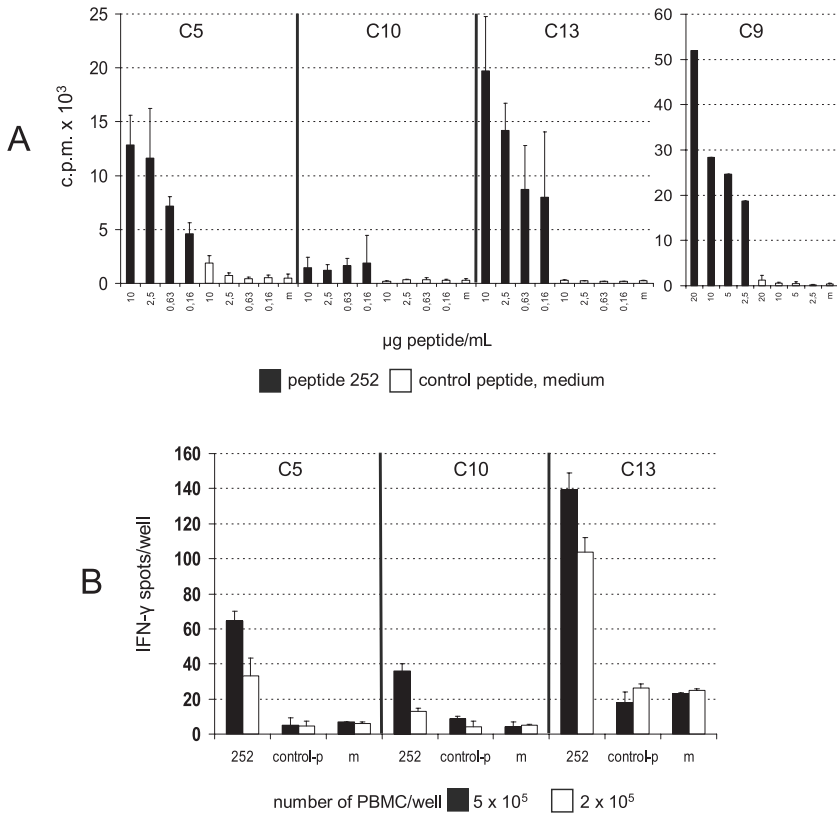 A
c.p.m. x 10³
25
20
15
10
5
0
C5
C10
C13
10 2,5 0,63 0,16 10 2,5 0,63 0,16 m
10 2,5 0,63 0,16 10 2,5 0,63 0,16 m
10 2,5 0,63 0,16 10 2,5 0,63 0,16 m
60
50
40
30
20
10
0
C9
20 10 5 2,5 20 10 5 2,5 m
µg peptide/mL
peptide 252 control peptide, medium
B
IFN-γ spots/well
160
140
120
100
80
60
40
20
0
C5 C10 C13
252 control-p m 252 control-p m 252 control-p m
number of PBMC/well 5 x 10⁵ 2 x 10⁵